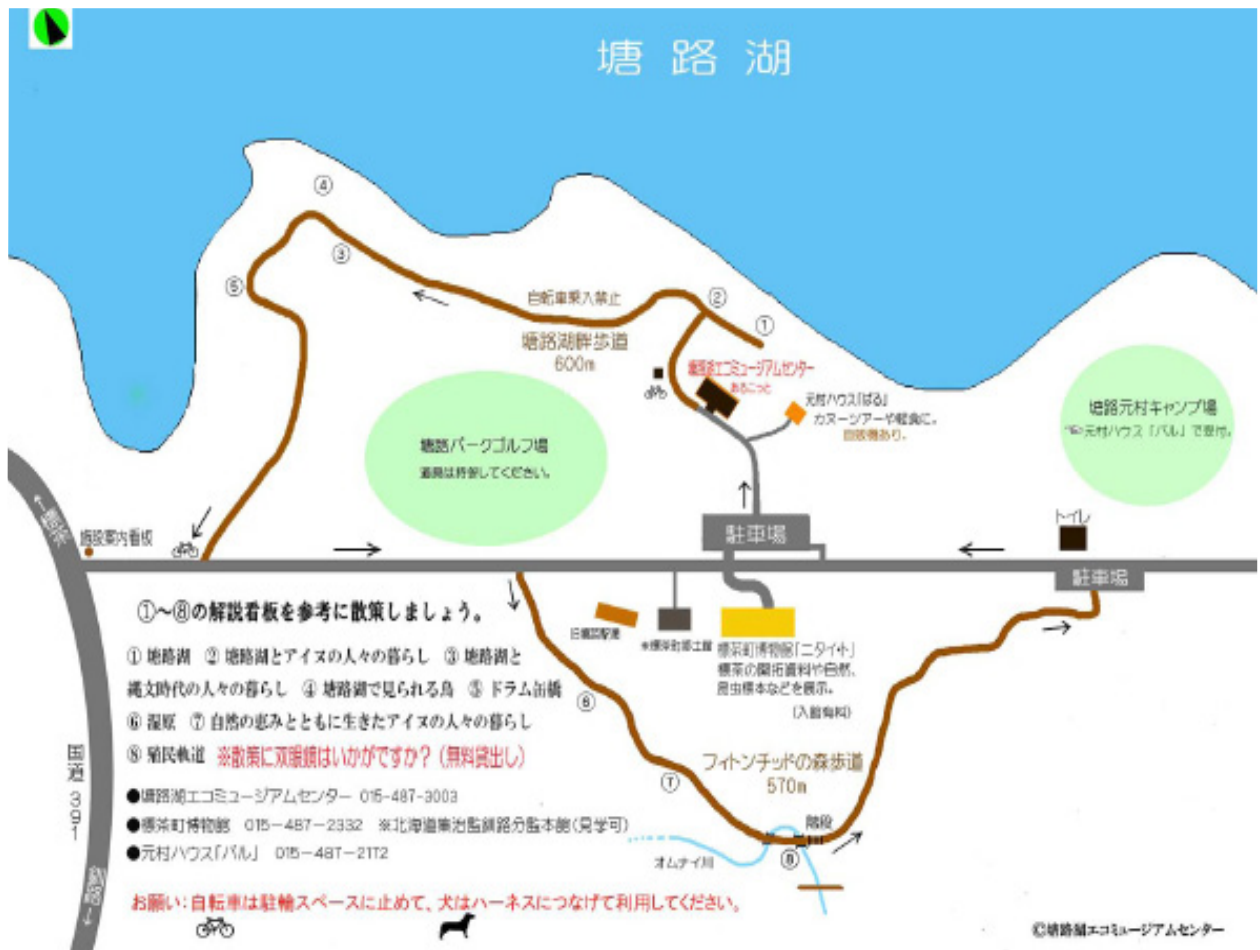 塘路湖
④
③
⑤
自転車乗入禁止
②
①
塘路湖畔歩道
600m
塘路湖エコミュージアムセンター
あるこっと
元村ハウス「ぱる」
カヌーツアーや軽食に。
自販機あり。
塘路元村キャンプ場
元村ハウス「パル」で受付。
塘路パークゴルフ場
道具は持参してください。
←標茶
施設案内看板
駐車場
トイレ
駐車場
①～⑧の解説看板を参考に散策しましょう。
① 塘路湖 ② 塘路湖とアイヌの人々の暮らし ③ 塘路湖と
縄文時代の人々の暮らし ④ 塘路湖で見られる鳥 ⑤ ドラム缶橋
⑥ 湿原 ⑦ 自然の恵みとともに生きたアイヌの人々の暮らし
⑧ 殖民軌道 ※散策に双眼鏡はいかがですか？（無料貸出し）
●塘路湖エコミュージアムセンター 015-487-3003
●標茶町博物館 015-487-2332 ※北海道集治監釧路分監本館（見学可）
●元村ハウス「パル」 015-487-2172
お願い：自転車は駐輪スペースに止めて、犬はハーネスにつなげて利用してください。
旧塘路駅逓
※標茶町郷土館
標茶町博物館「ニタイト」
標茶の開拓資料や自然、
昆虫標本などを展示。
（入館有料）
⑥
⑦
フィトンチッドの森歩道
570m
階段
⑧
オムナイ川
国道391
釧路→
©塘路湖エコミュージアムセンター